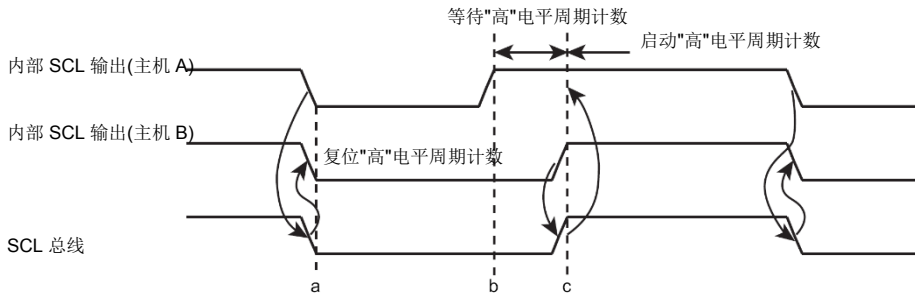 等待"高"电平周期计数
启动"高"电平周期计数
内部 SCL 输出(主机 A)
内部 SCL 输出(主机 B)
复位"高"电平周期计数
SCL 总线
a
b
c